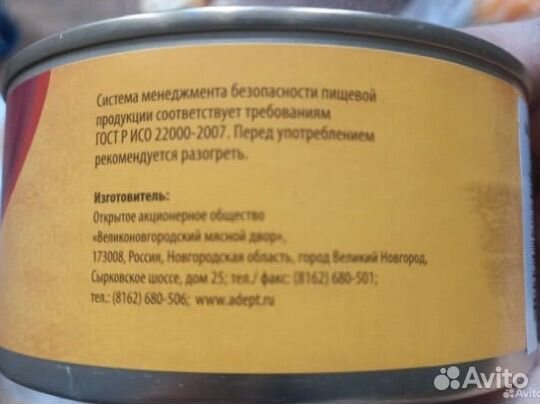 Система менеджмента безопасности пищевой
продукции соответствует требованиям
ГОСТ Р ИСО 22000-2007. Перед употреблением
рекомендуется разогреть.
Изготовитель:
Открытое акционерное общество
«Великоновгородский мясной двор»,
173008, Россия, Новгородская область, город Великий Новгород,
Сырковское шоссе, дом 25; тел./ факс: (8162) 680-501;
тел.: (8162) 680-506; www.adept.ru
Avito
Avito